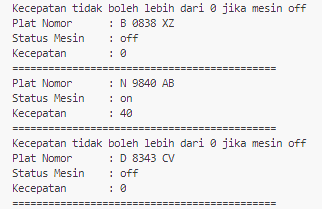 Kecepatan tidak boleh lebih dari 0 jika mesin off
Plat Nomor : B 0838 XZ
Status Mesin : off
Kecepatan : 0
============================================
Plat Nomor : N 9840 AB
Status Mesin : on
Kecepatan : 40
============================================
Kecepatan tidak boleh lebih dari 0 jika mesin off
Plat Nomor : D 8343 CV
Status Mesin : off
Kecepatan : 0
============================================